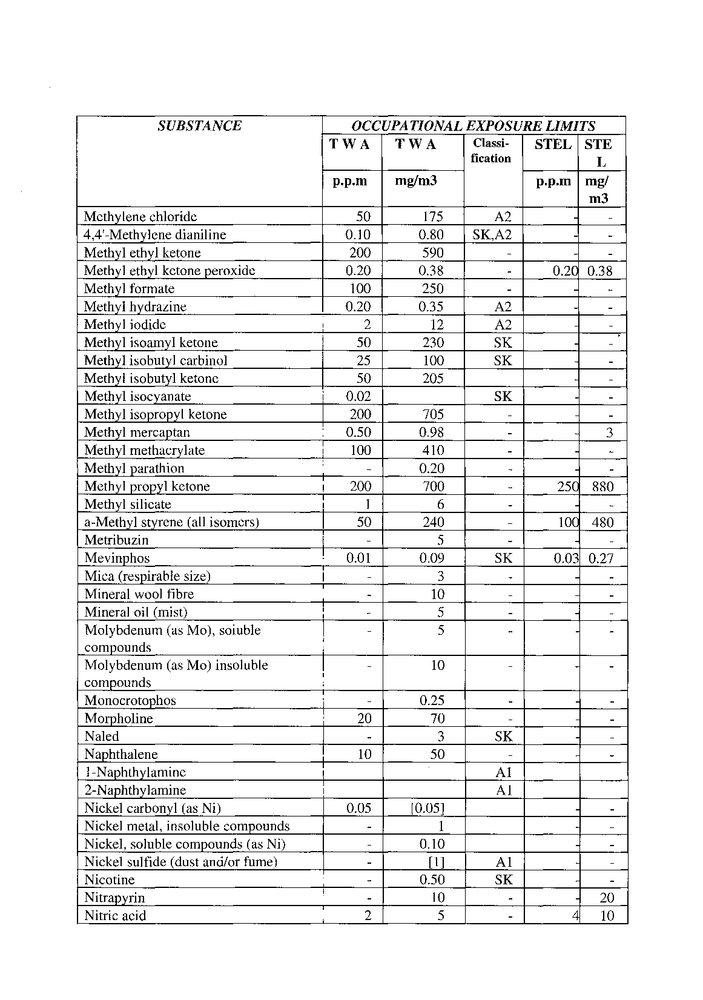 SUBSTANCE OCCUPATIONAL EXPOSURE LIMITS
T W A T W A Classi- STEL STE
fication L
p.p.m mg/m3 p.p.m mg/
m3
Methylene chloride 50 175 A2 - -
4,4'-Methylene dianiline 0.10 0.80 SK,A2 - -
Methyl ethyl ketone 200 590 - - -
Methyl ethyl ketone peroxide 0.20 0.38 - 0.20 0.38
Methyl formate 100 250 - - -
Methyl hydrazine 0.20 0.35 A2 - -
Methyl iodide 2 12 A2 - -
Methyl isoamyl ketone 50 230 SK - -
Methyl isobutyl carbinol 25 100 SK - -
Methyl isobutyl ketone 50 205 - -
Methyl isocyanate 0.02 SK - -
Methyl isopropyl ketone 200 705 - - -
Methyl mercaptan 0.50 0.98 - - 3
Methyl methacrylate 100 410 - - -
Methyl parathion - 0.20 - - -
Methyl propyl ketone 200 700 - 250 880
Methyl silicate 1 6 - - -
a-Methyl styrene (all isomers) 50 240 - 100 480
Metribuzin - 5 - - -
Mevinphos 0.01 0.09 SK 0.03 0.27
Mica (respirable size) - 3 - - -
Mineral wool fibre - 10 - - -
Mineral oil (mist) - 5 - - -
Molybdenum (as Mo), soluble - 5 - - -
compounds
Molybdenum (as Mo) insoluble - 10 - - -
compounds
Monocrotophos - 0.25 - - -
Morpholine 20 70 - - -
Naled - 3 SK - -
Naphthalene 10 50 - - -
1-Naphthylamine A1
2-Naphthylamine A1
Nickel carbonyl (as Ni) 0.05 [0.05] - -
Nickel metal, insoluble compounds - 1 - -
Nickel, soluble compounds (as Ni) - 0.10 - -
Nickel sulfide (dust and/or fume) - [1] A1 - -
Nicotine - 0.50 SK - -
Nitrapyrin - 10 - - 20
Nitric acid 2 5 - 4 10